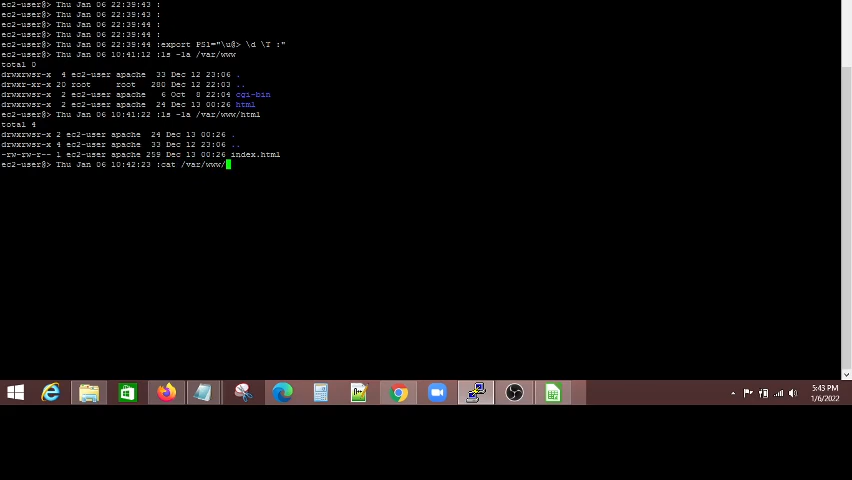 ec2-user@> Thu Jan 06 22:39:43 :
ec2-user@> Thu Jan 06 22:39:43 :
ec2-user@> Thu Jan 06 22:39:44 :
ec2-user@> Thu Jan 06 22:39:44 :
ec2-user@> Thu Jan 06 22:39:44 :export PS1="\u@> \d \T :"
ec2-user@> Thu Jan 06 10:41:12 :ls -la /var/www
total 0
drwxrwsr-x 4 ec2-user apache 33 Dec 12 23:06 .
drwxr-xr-x 20 root root 280 Dec 12 22:03 ..
drwxrwsr-x 2 ec2-user apache 6 Oct 8 22:04 cgi-bin
drwxrwsr-x 2 ec2-user apache 24 Dec 13 00:26 html
ec2-user@> Thu Jan 06 10:41:22 :ls -la /var/www/html
total 4
drwxrwsr-x 2 ec2-user apache 24 Dec 13 00:26 .
drwxrwsr-x 4 ec2-user apache 33 Dec 12 23:06 ..
-rw-rw-r-- 1 ec2-user apache 259 Dec 13 00:26 index.html
ec2-user@> Thu Jan 06 10:42:23 :cat /var/www/
5:43 PM
1/6/2022